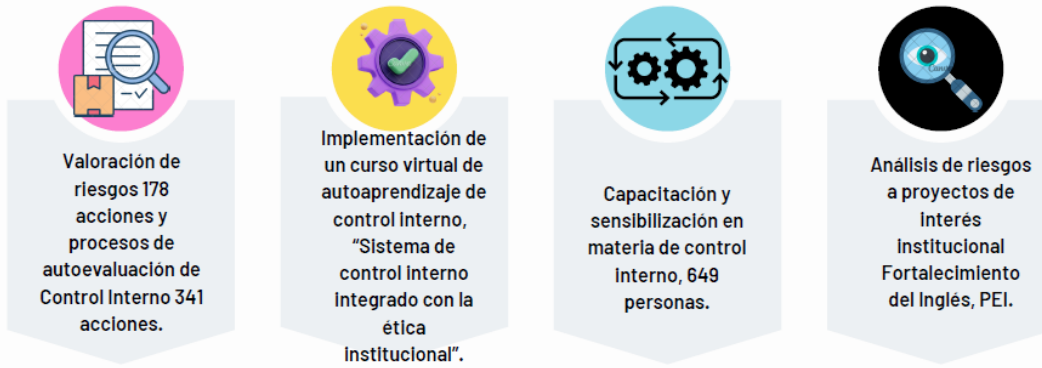 Valoración de
riesgos 178
acciones y
procesos de
autoevaluación de
Control Interno 341
acciones.
Implementación de
un curso virtual de
autoaprendizaje de
control interno,
“Sistema de
control interno
integrado con la
ética
institucional”.
Capacitación y
sensibilización en
materia de control
interno, 649
personas.
Análisis de riesgos
a proyectos de
interés
institucional
Fortalecimiento
del Inglés, PEI.
Canva